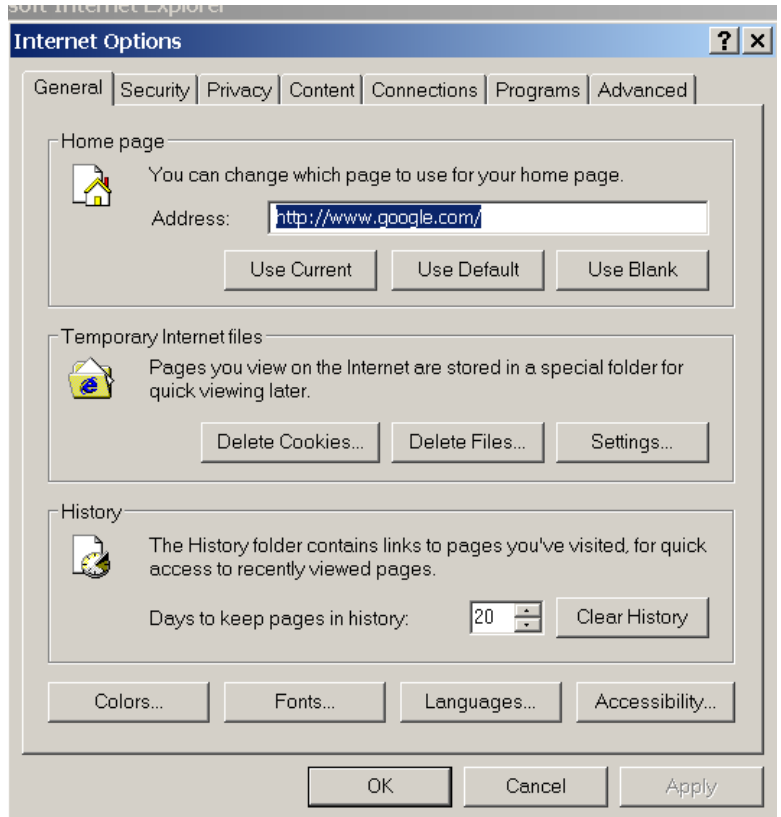 soft Internet Explorer
Internet Options
General Security Privacy Content Connections Programs Advanced
Home page
You can change which page to use for your home page.
Address: http://www.google.com/
Use Current Use Default Use Blank
Temporary Internet files
Pages you view on the Internet are stored in a special folder for
quick viewing later.
Delete Cookies... Delete Files... Settings...
History
The History folder contains links to pages you've visited, for quick
access to recently viewed pages.
Days to keep pages in history: 20 Clear History
Colors... Fonts... Languages... Accessibility...
OK Cancel Apply